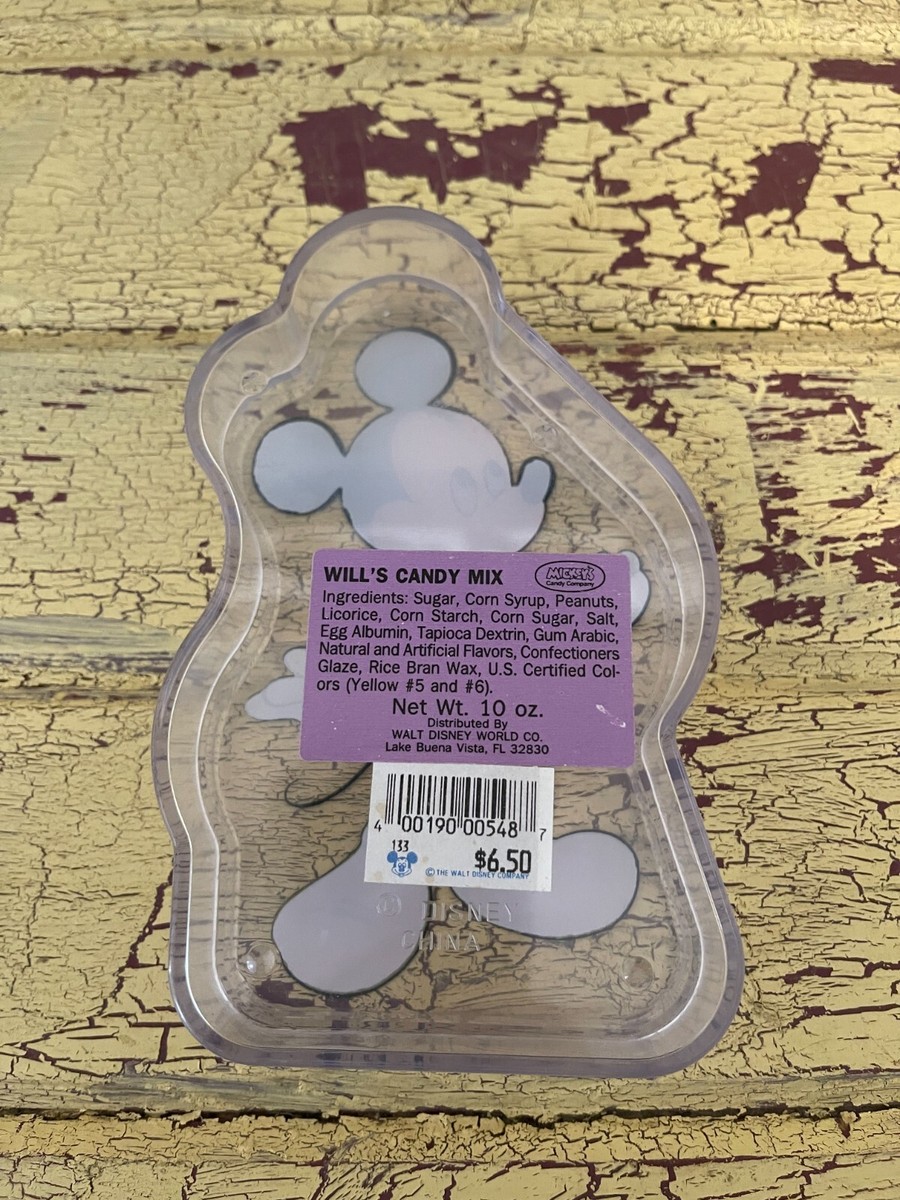 WILL'S CANDY MIX
MICKEY'S
Candy Company
Ingredients: Sugar, Corn Syrup, Peanuts,
Licorice, Corn Starch, Corn Sugar, Salt,
Egg Albumin, Tapioca Dextrin, Gum Arabic,
Natural and Artificial Flavors, Confectioners
Glaze, Rice Bran Wax, U.S. Certified Col-
ors (Yellow #5 and #6).
Net Wt. 10 oz.
Distributed By
WALT DISNEY WORLD CO.
Lake Buena Vista, FL 32830
4 00190 00548 7
133
$6.50
© THE WALT DISNEY COMPANY
© DISNEY
CHINA